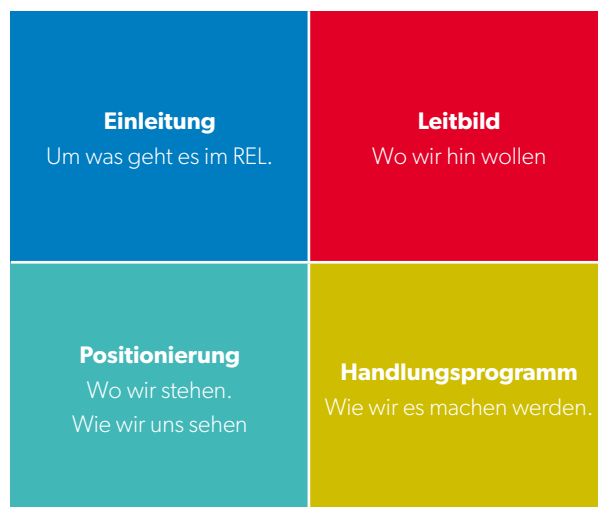 Einleitung
Um was geht es im REL.
Leitbild
Wo wir hin wollen
Positionierung
Wo wir stehen.
Wie wir uns sehen
Handlungsprogramm
Wie wir es machen werden.